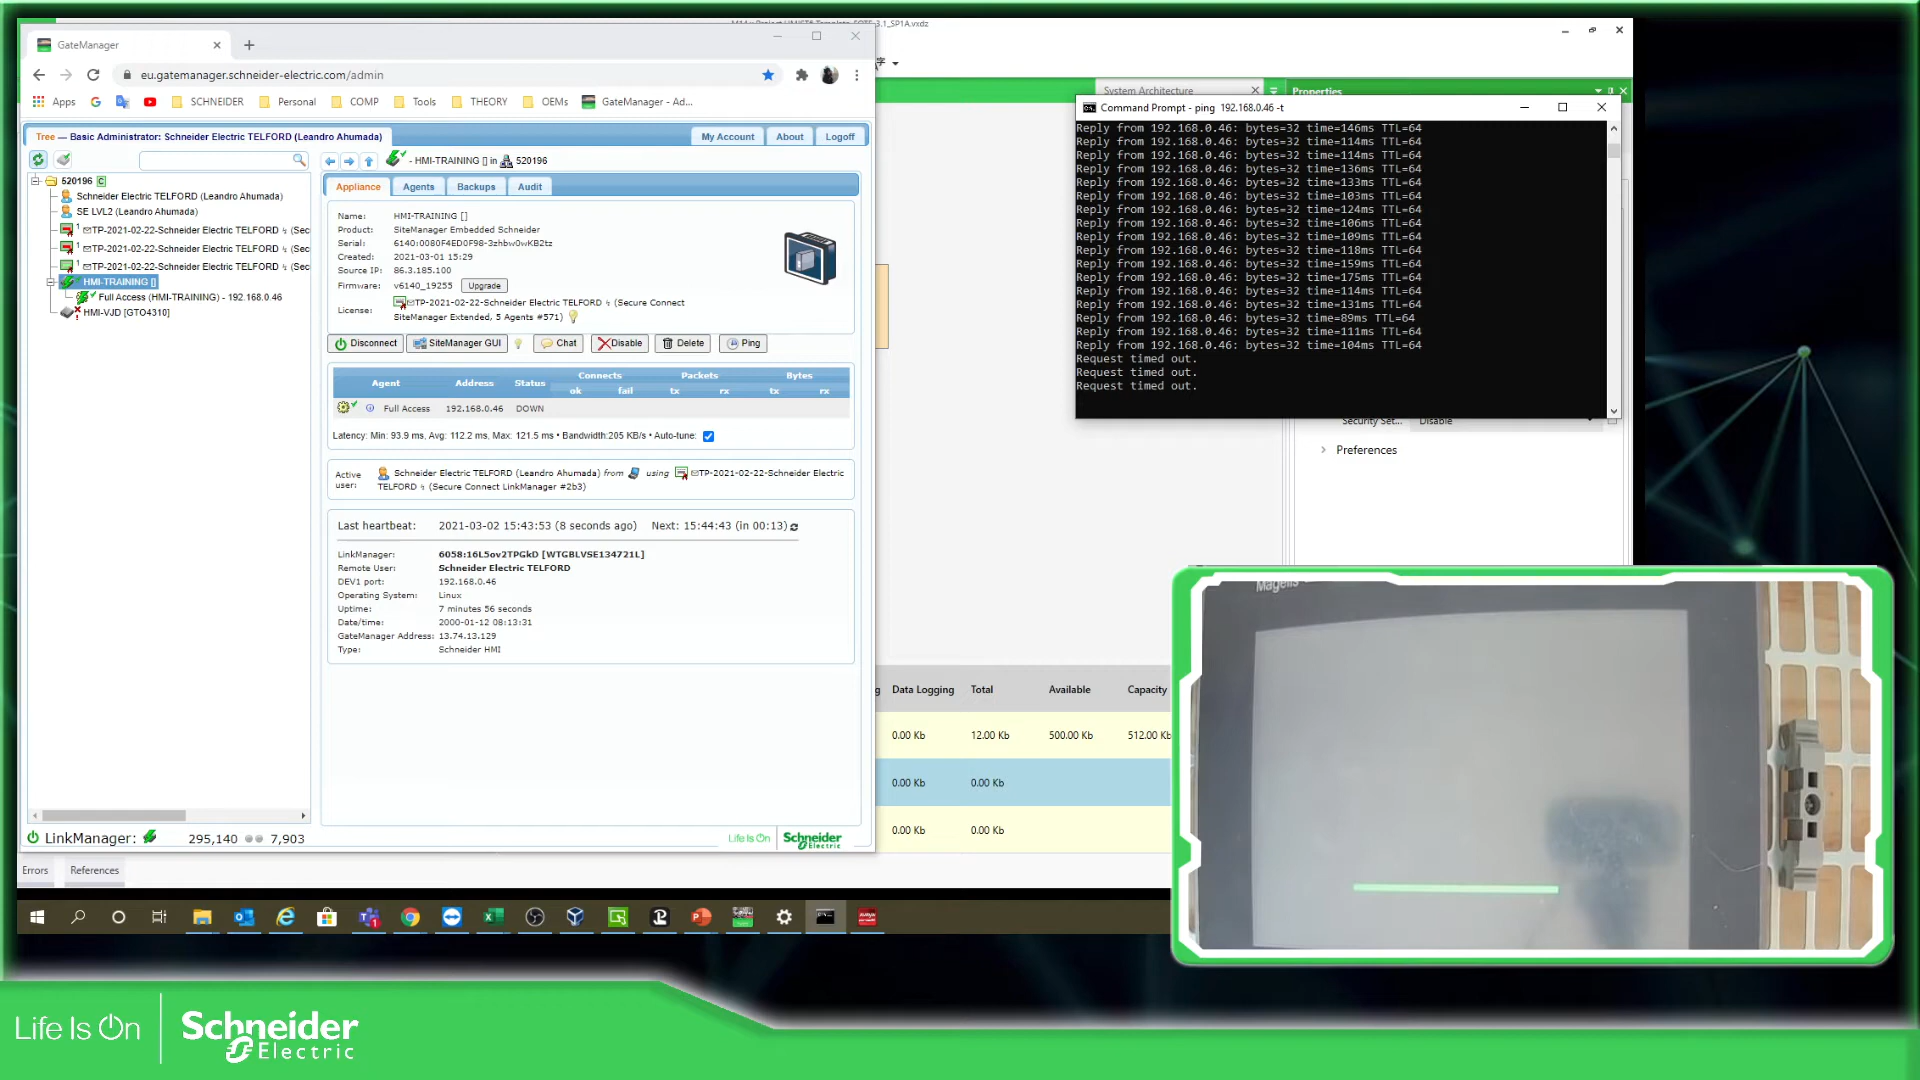 GateManager
eu.gatemanager.schneider-electric.com/admin
Apps
SCHNEIDER
Personal
COMP
Tools
THEORY
OEMs
GateManager - Ad...
Tree — Basic Administrator: Schneider Electric TELFORD (Leandro Ahumada)
My Account
About
Logoff
- HMI-TRAINING [] in 520196
520196 C
Schneider Electric TELFORD (Leandro Ahumada)
SE LVL2 (Leandro Ahumada)
1 TP-2021-02-22-Schneider Electric TELFORD (Sec
1 TP-2021-02-22-Schneider Electric TELFORD (Sec
1 TP-2021-02-22-Schneider Electric TELFORD (Sec
HMI-TRAINING []
Full Access (HMI-TRAINING) - 192.168.0.46
HMI-VJD [GTO4310]
Appliance
Agents
Backups
Audit
Name: HMI-TRAINING []
Product: SiteManager Embedded Schneider
Serial: 6140:0080F4ED0F98-3zhbw0wKB2tz
Created: 2021-03-01 15:29
Source IP: 86.3.185.100
Firmware: v6140_19255 Upgrade
License: TP-2021-02-22-Schneider Electric TELFORD (Secure Connect
SiteManager Extended, 5 Agents #571)
Disconnect
SiteManager GUI
Chat
Disable
Delete
Ping
Connects Packets Bytes
Agent Address Status
ok fail tx rx tx rx
Full Access 192.168.0.46 DOWN
Latency: Min: 93.9 ms, Avg: 112.2 ms, Max: 121.5 ms • Bandwidth:205 KB/s • Auto-tune:
Active user: Schneider Electric TELFORD (Leandro Ahumada) from using TP-2021-02-22-Schneider Electric
TELFORD (Secure Connect LinkManager #2b3)
Last heartbeat: 2021-03-02 15:43:53 (8 seconds ago) Next: 15:44:43 (in 00:13)
LinkManager: 6058:16L5ov2TPGkD [WTGBLVSE134721L]
Remote User: Schneider Electric TELFORD
DEV1 port: 192.168.0.46
Operating System: Linux
Uptime: 7 minutes 56 seconds
Date/time: 2000-01-12 08:13:31
GateManager Address: 13.74.13.129
Type: Schneider HMI
LinkManager: 295,140 7,903
Life Is On
Schneider
Electric
Errors
References
System Architecture
Properties
Command Prompt - ping 192.168.0.46 -t
Reply from 192.168.0.46: bytes=32 time=146ms TTL=64
Reply from 192.168.0.46: bytes=32 time=114ms TTL=64
Reply from 192.168.0.46: bytes=32 time=114ms TTL=64
Reply from 192.168.0.46: bytes=32 time=136ms TTL=64
Reply from 192.168.0.46: bytes=32 time=133ms TTL=64
Reply from 192.168.0.46: bytes=32 time=103ms TTL=64
Reply from 192.168.0.46: bytes=32 time=124ms TTL=64
Reply from 192.168.0.46: bytes=32 time=106ms TTL=64
Reply from 192.168.0.46: bytes=32 time=109ms TTL=64
Reply from 192.168.0.46: bytes=32 time=118ms TTL=64
Reply from 192.168.0.46: bytes=32 time=159ms TTL=64
Reply from 192.168.0.46: bytes=32 time=175ms TTL=64
Reply from 192.168.0.46: bytes=32 time=114ms TTL=64
Reply from 192.168.0.46: bytes=32 time=131ms TTL=64
Reply from 192.168.0.46: bytes=32 time=89ms TTL=64
Reply from 192.168.0.46: bytes=32 time=111ms TTL=64
Reply from 192.168.0.46: bytes=32 time=104ms TTL=64
Request timed out.
Request timed out.
Request timed out.
Security Set... Disable
Preferences
Data Logging Total Available Capacity
0.00 Kb 12.00 Kb 500.00 Kb 512.00 Kb
0.00 Kb 0.00 Kb
0.00 Kb 0.00 Kb
Magelis
Life Is On
Schneider
Electric